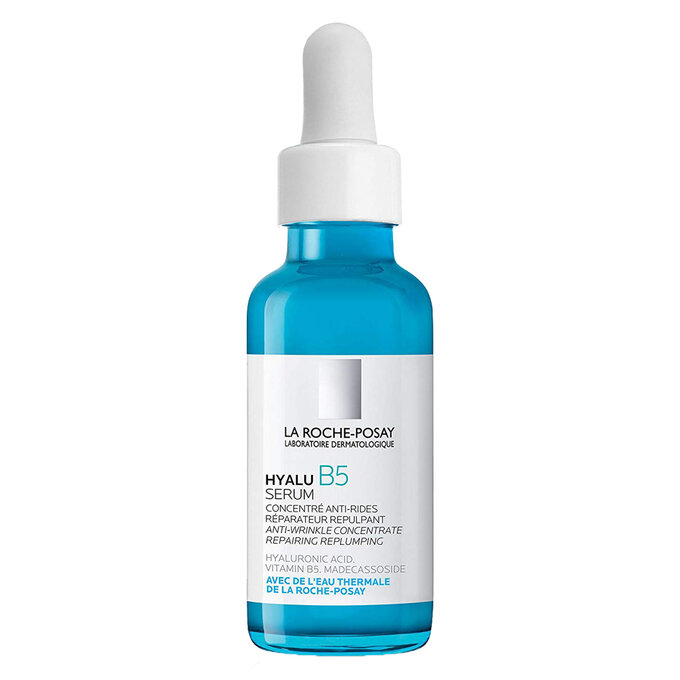 LA ROCHE-POSAY
LABORATOIRE DERMATOLOGIQUE
HYALU B5
SERUM
CONCENTRÉ ANTI-RIDES
RÉPARATEUR REPULPANT
ANTI-WRINKLE CONCENTRATE
REPAIRING REPLUMPING
HYALURONIC ACID.
VITAMIN B5. MADECASSOSIDE
AVEC DE L'EAU THERMALE
DE LA ROCHE-POSAY